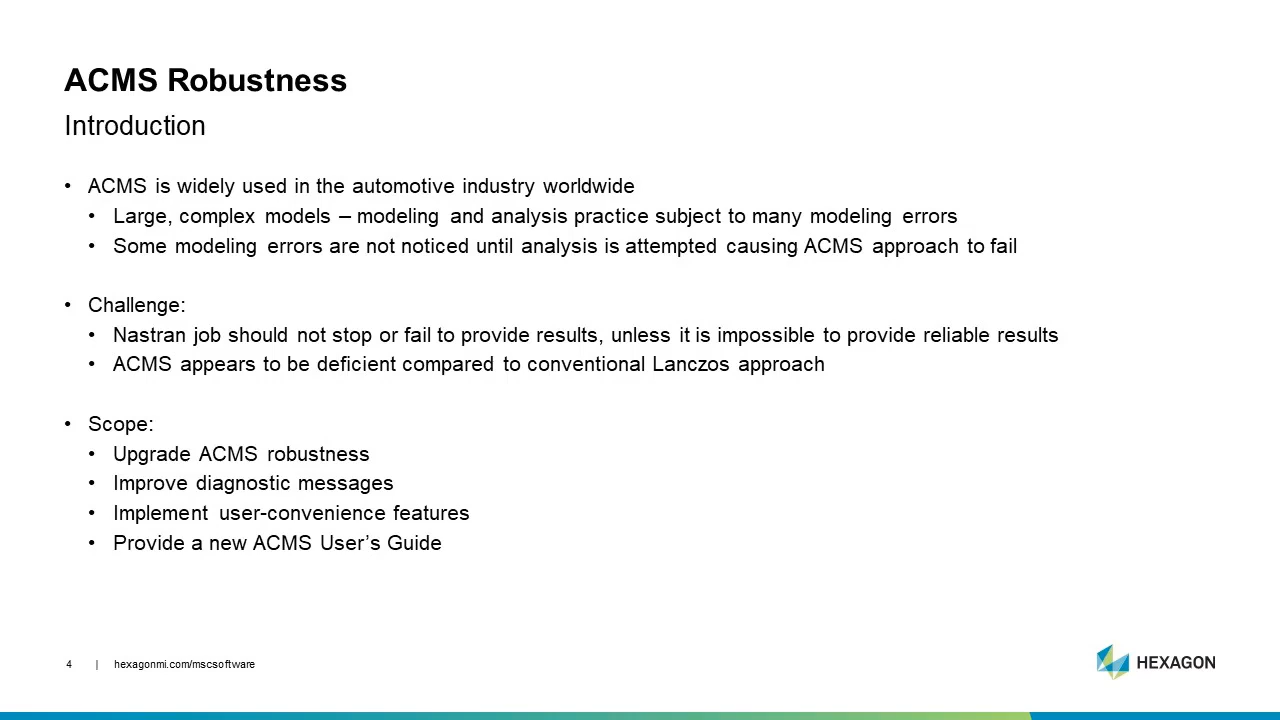 ACMS Robustness
Introduction
• ACMS is widely used in the automotive industry worldwide
• Large, complex models – modeling and analysis practice subject to many modeling errors
• Some modeling errors are not noticed until analysis is attempted causing ACMS approach to fail
• Challenge:
• Nastran job should not stop or fail to provide results, unless it is impossible to provide reliable results
• ACMS appears to be deficient compared to conventional Lanczos approach
• Scope:
• Upgrade ACMS robustness
• Improve diagnostic messages
• Implement user-convenience features
• Provide a new ACMS User’s Guide
4 | hexagonmi.com/mscsoftware
HEXAGON